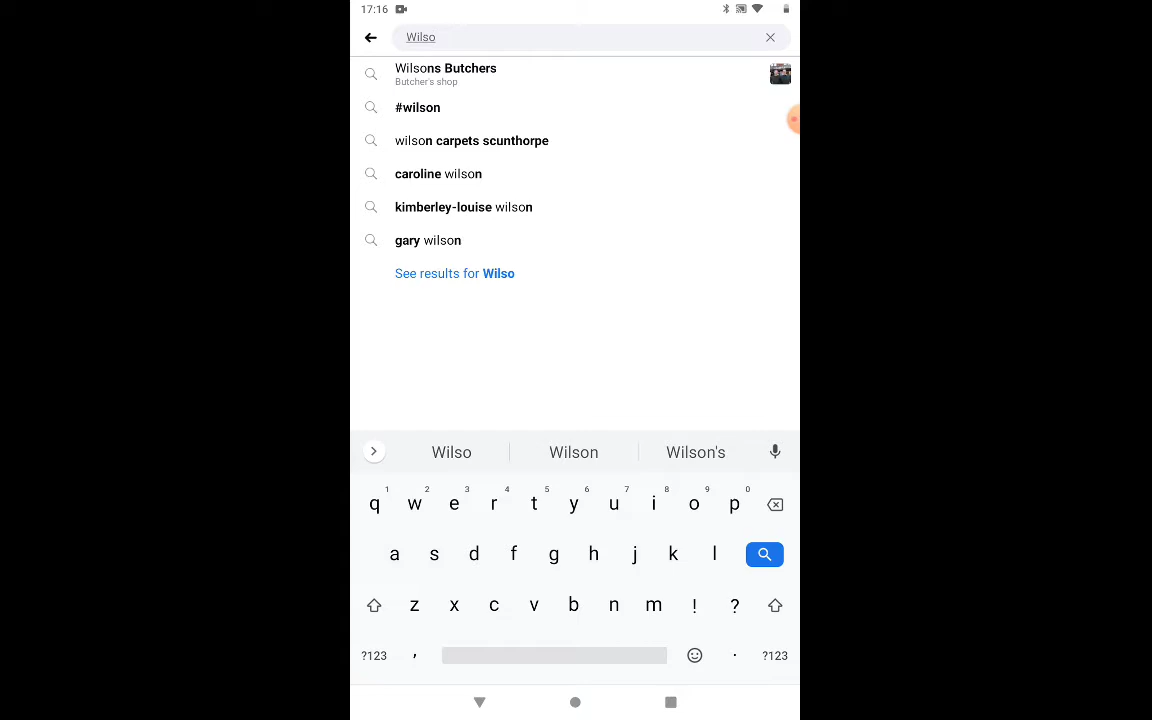 17:16
Wilso
Wilsons Butchers
Butcher's shop
#wilson
wilson carpets scunthorpe
caroline wilson
kimberley-louise wilson
gary wilson
See results for Wilso
Wilso Wilson Wilson's
1 2 3 4 5 6 7 8 9 0
q w e r t y u i o p
a s d f g h j k l
z x c v b n m ! ?
?123 , . ?123